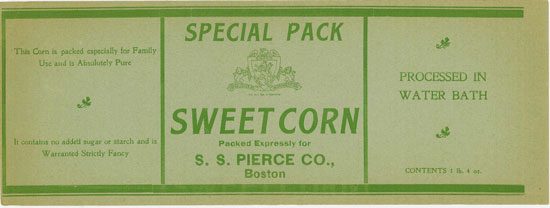 This Corn is packed especially for Family
Use and is Absolutely Pure
It contains no added sugar or starch and is
Warranted Strictly Fancy
SPECIAL PACK
SWEET CORN
Packed Expressly for
S. S. PIERCE CO.,
Boston
PROCESSED IN
WATER BATH
CONTENTS 1 lb. 4 oz.